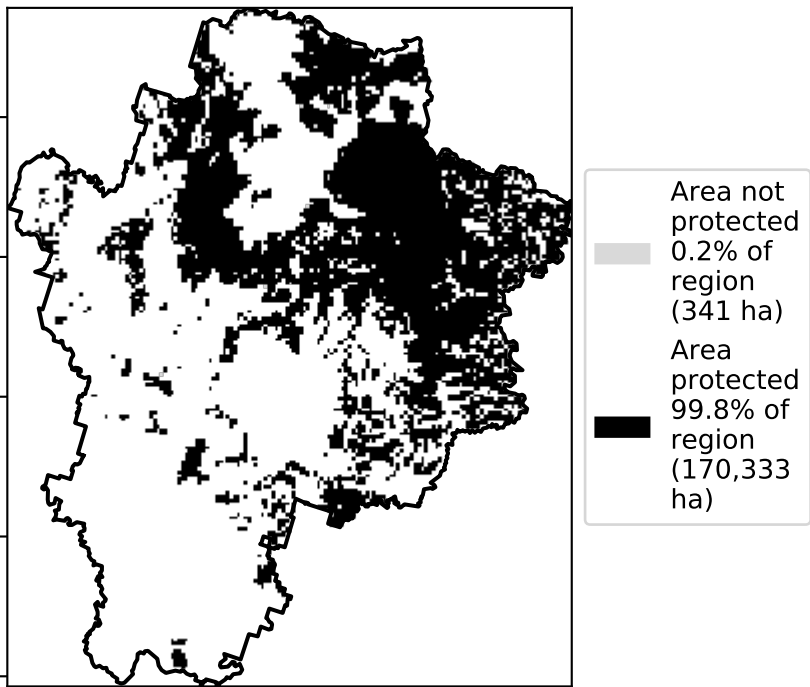 Area not
protected
0.2% of
region
(341 ha)
Area
protected
99.8% of
region
(170,333
ha)